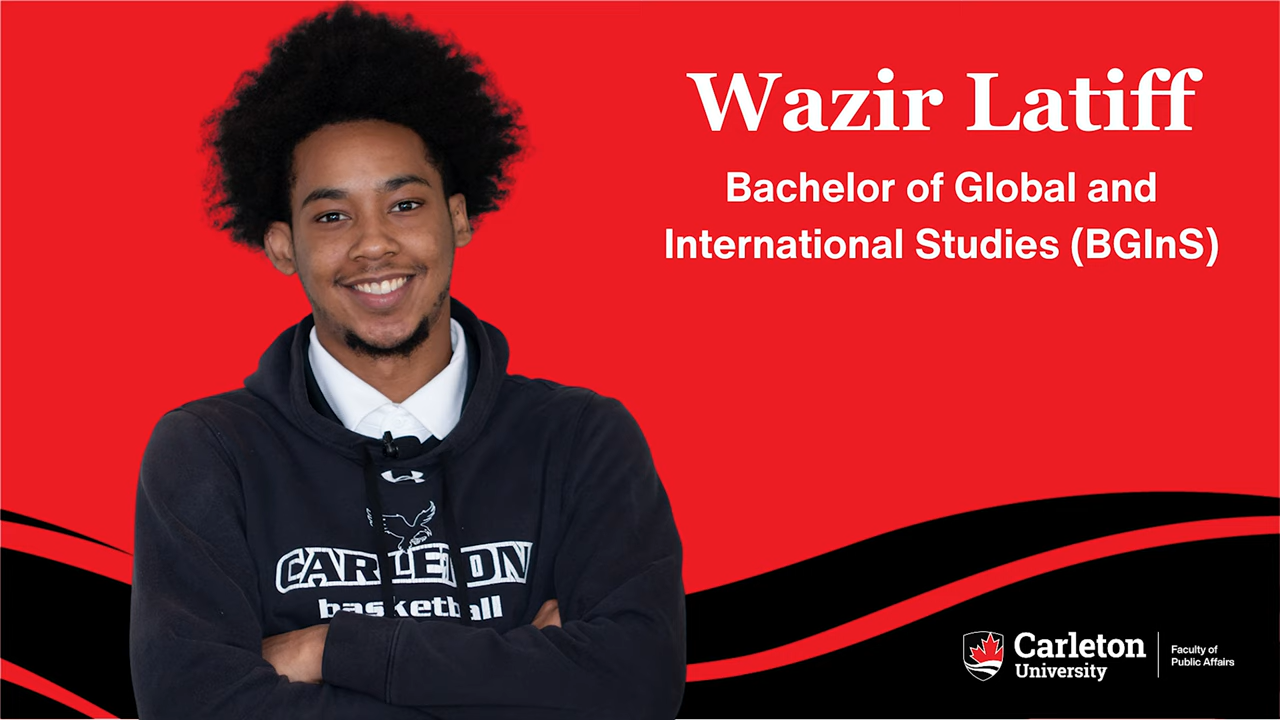 Wazir Latiff
Bachelor of Global and
International Studies (BGInS)
CARLETON
basketball
Carleton
University
Faculty of
Public Affairs